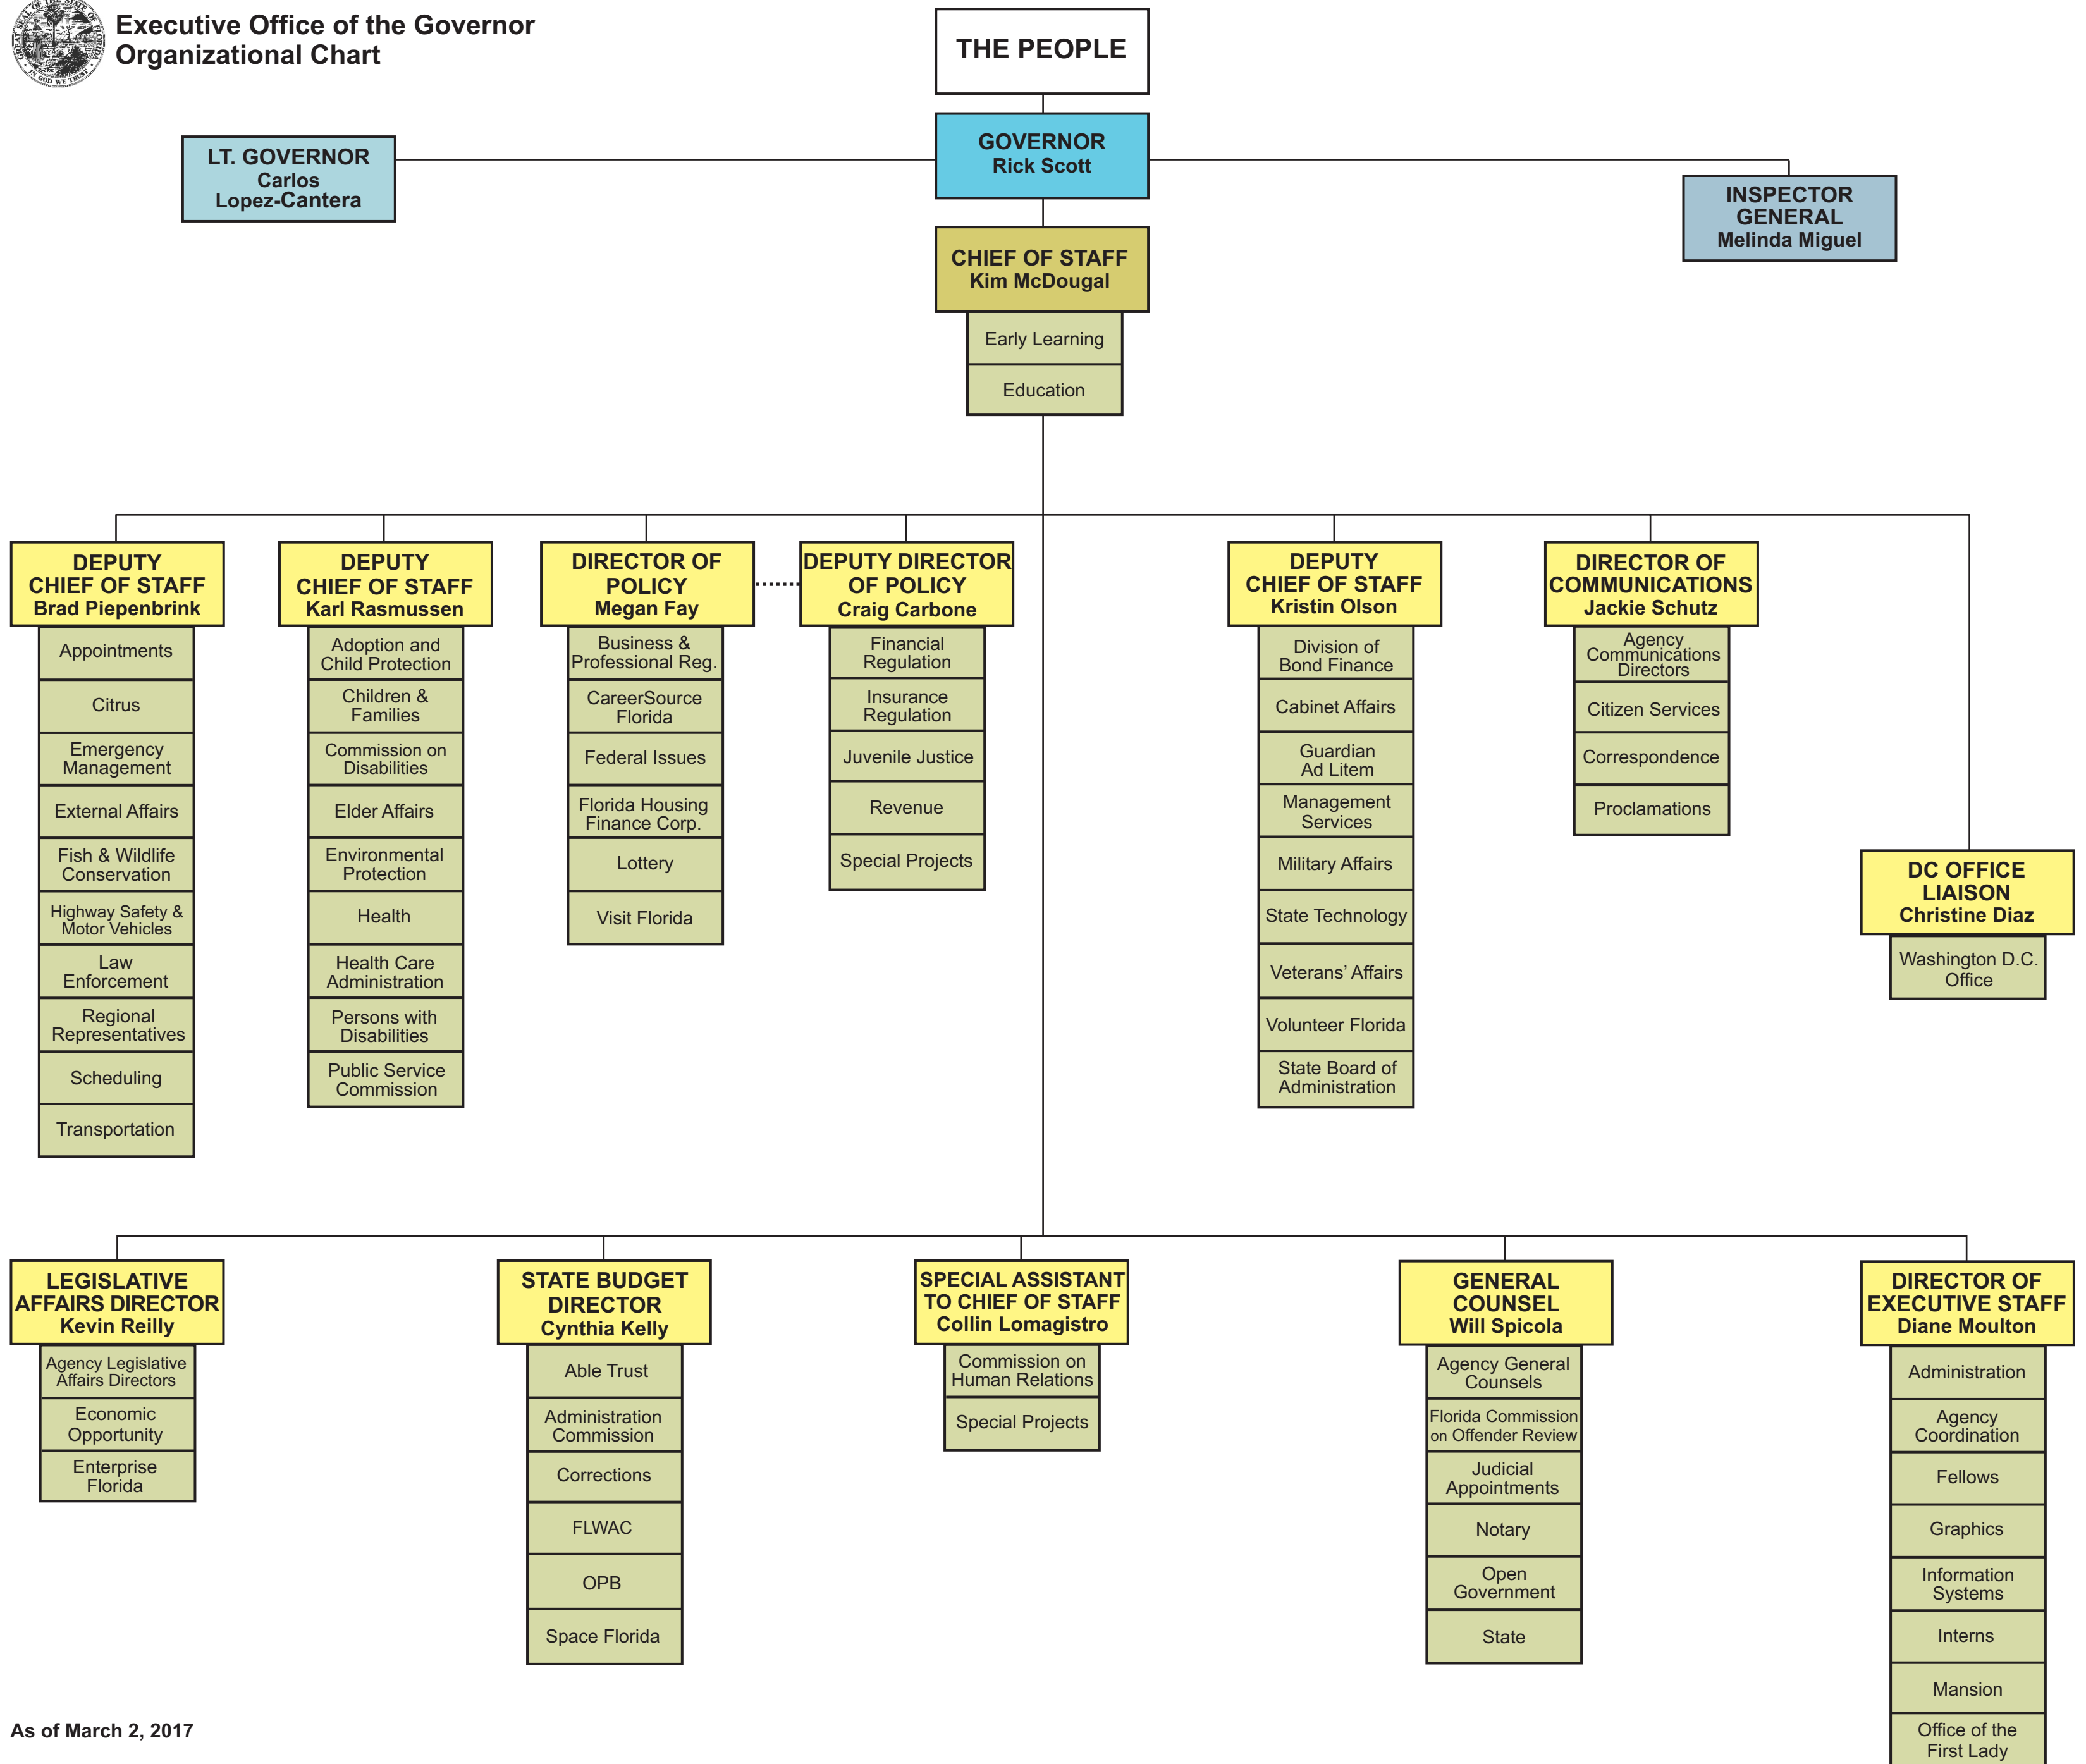 GREAT SEAL OF THE STATE OF FLORIDA
IN GOD WE TRUST
Executive Office of the Governor
Organizational Chart
THE PEOPLE
GOVERNOR
Rick Scott
LT. GOVERNOR
Carlos
Lopez-Cantera
INSPECTOR
GENERAL
Melinda Miguel
CHIEF OF STAFF
Kim McDougal
Early Learning
Education
DEPUTY
CHIEF OF STAFF
Brad Piepenbrink
Appointments
Citrus
Emergency
Management
External Affairs
Fish & Wildlife
Conservation
Highway Safety &
Motor Vehicles
Law
Enforcement
Regional
Representatives
Scheduling
Transportation
DEPUTY
CHIEF OF STAFF
Karl Rasmussen
Adoption and
Child Protection
Children &
Families
Commission on
Disabilities
Elder Affairs
Environmental
Protection
Health
Health Care
Administration
Persons with
Disabilities
Public Service
Commission
DIRECTOR OF
POLICY
Megan Fay
Business &
Professional Reg.
CareerSource
Florida
Federal Issues
Florida Housing
Finance Corp.
Lottery
Visit Florida
DEPUTY DIRECTOR
OF POLICY
Craig Carbone
Financial
Regulation
Insurance
Regulation
Juvenile Justice
Revenue
Special Projects
DEPUTY
CHIEF OF STAFF
Kristin Olson
Division of
Bond Finance
Cabinet Affairs
Guardian
Ad Litem
Management
Services
Military Affairs
State Technology
Veterans’ Affairs
Volunteer Florida
State Board of
Administration
DIRECTOR OF
COMMUNICATIONS
Jackie Schutz
Agency
Communications
Directors
Citizen Services
Correspondence
Proclamations
DC OFFICE
LIAISON
Christine Diaz
Washington D.C.
Office
LEGISLATIVE
AFFAIRS DIRECTOR
Kevin Reilly
Agency Legislative
Affairs Directors
Economic
Opportunity
Enterprise
Florida
STATE BUDGET
DIRECTOR
Cynthia Kelly
Able Trust
Administration
Commission
Corrections
FLWAC
OPB
Space Florida
SPECIAL ASSISTANT
TO CHIEF OF STAFF
Collin Lomagistro
Commission on
Human Relations
Special Projects
GENERAL
COUNSEL
Will Spicola
Agency General
Counsels
Florida Commission
on Offender Review
Judicial
Appointments
Notary
Open
Government
State
DIRECTOR OF
EXECUTIVE STAFF
Diane Moulton
Administration
Agency
Coordination
Fellows
Graphics
Information
Systems
Interns
Mansion
Office of the
First Lady
As of March 2, 2017